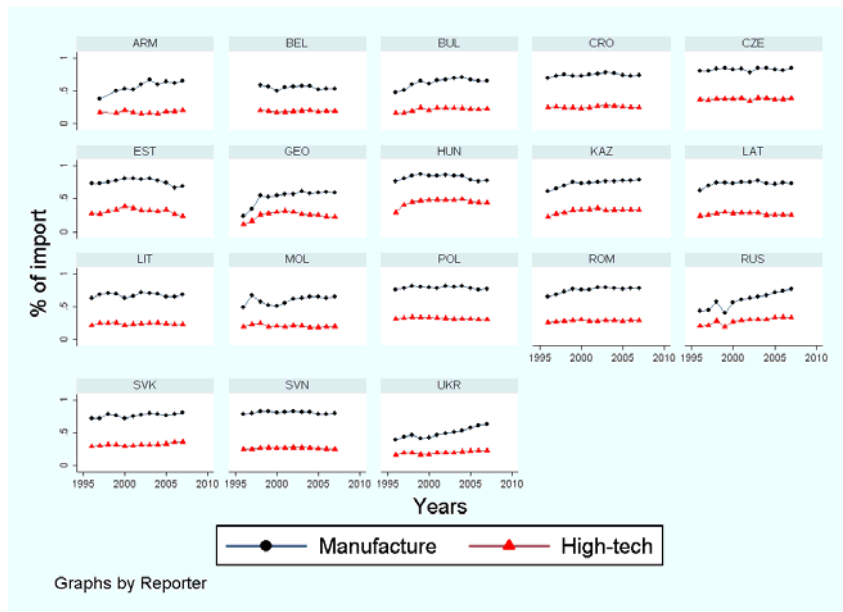 ARM BEL BUL CRO CZE
0 .5 1
EST GEO HUN KAZ LAT
0 .5 1
LIT MOL POL ROM RUS
0 .5 1
1995 2000 2005 2010 1995 2000 2005 2010
SVK SVN UKR
0 .5 1
1995 2000 2005 2010 1995 2000 2005 2010 1995 2000 2005 2010
% of import
Years
Manufacture High-tech
Graphs by Reporter